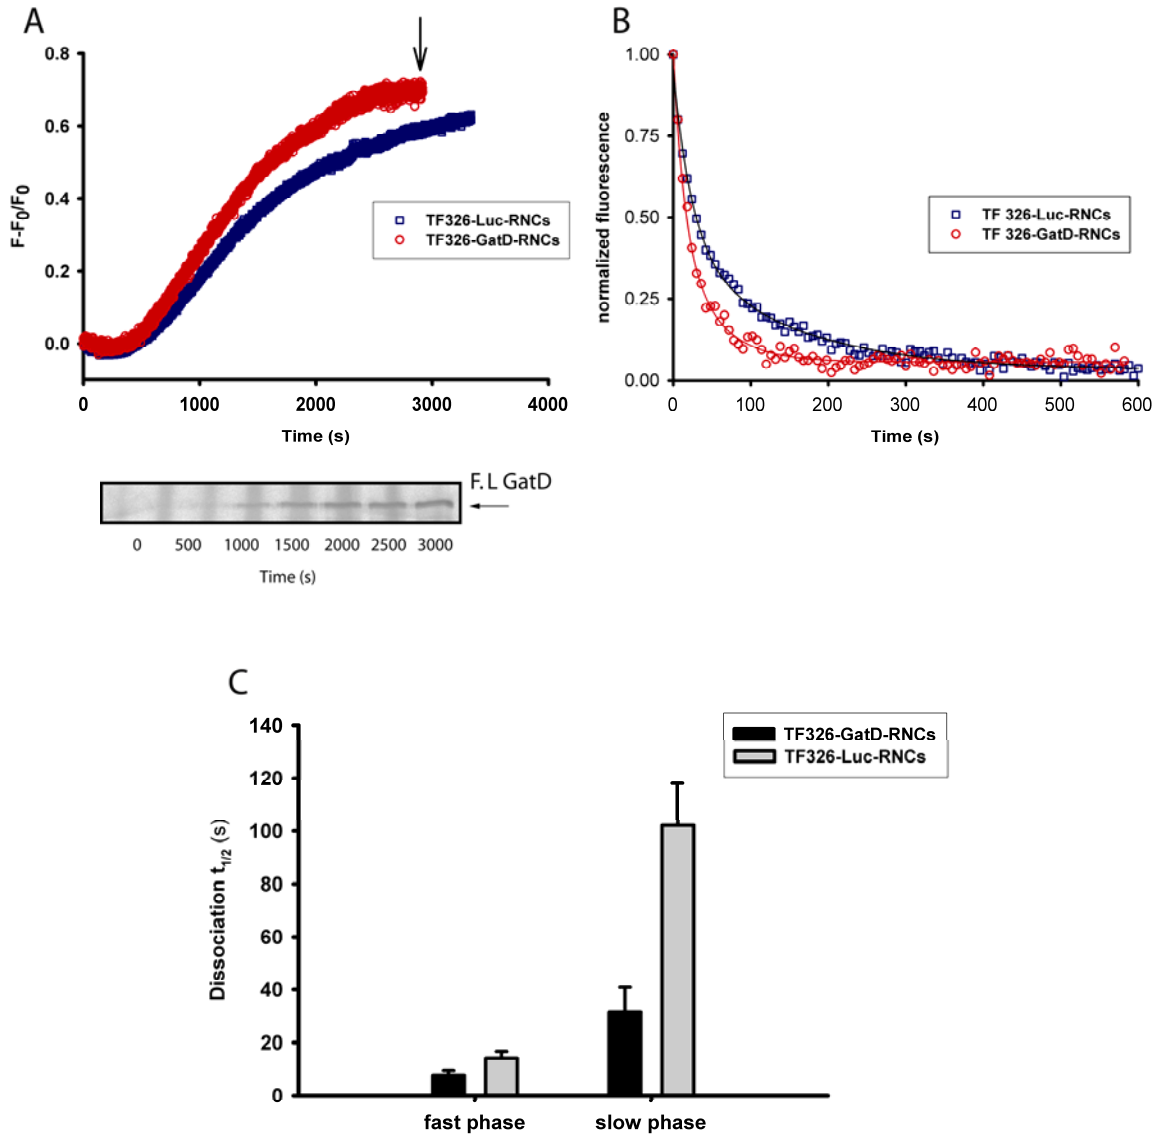 A
0.8
0.6
0.4
0.2
0.0
F-F0/F0
TF326-Luc-RNCs
TF326-GatD-RNCs
0 1000 2000 3000 4000
Time (s)
F.L GatD
0 500 1000 1500 2000 2500 3000
Time (s)
B
1.00
0.75
0.50
0.25
0.00
normalized fluorescence
TF 326-Luc-RNCs
TF 326-GatD-RNCs
0 100 200 300 400 500 600
Time (s)
C
140
120
100
80
60
40
20
0
Dissociation t1/2 (s)
TF326-GatD-RNCs
TF326-Luc-RNCs
fast phase slow phase